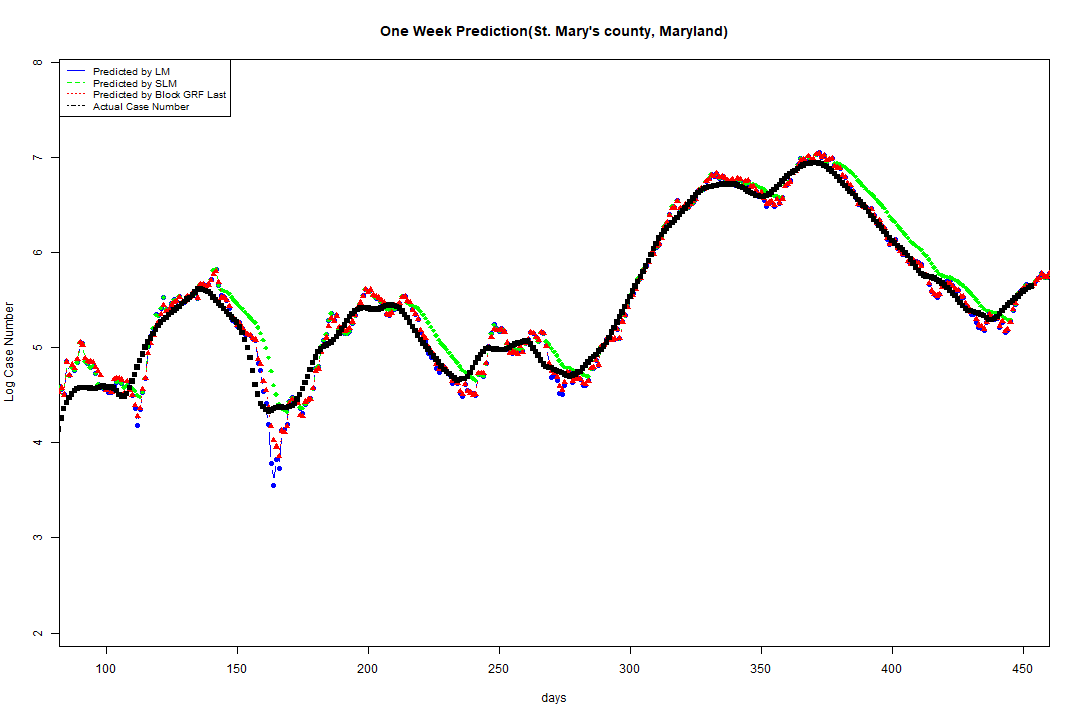 One Week Prediction(St. Mary's county, Maryland)
Predicted by LM
Predicted by SLM
Predicted by Block GRF Last
Actual Case Number
8
7
6
5
4
3
2
Log Case Number
100 150 200 250 300 350 400 450
days